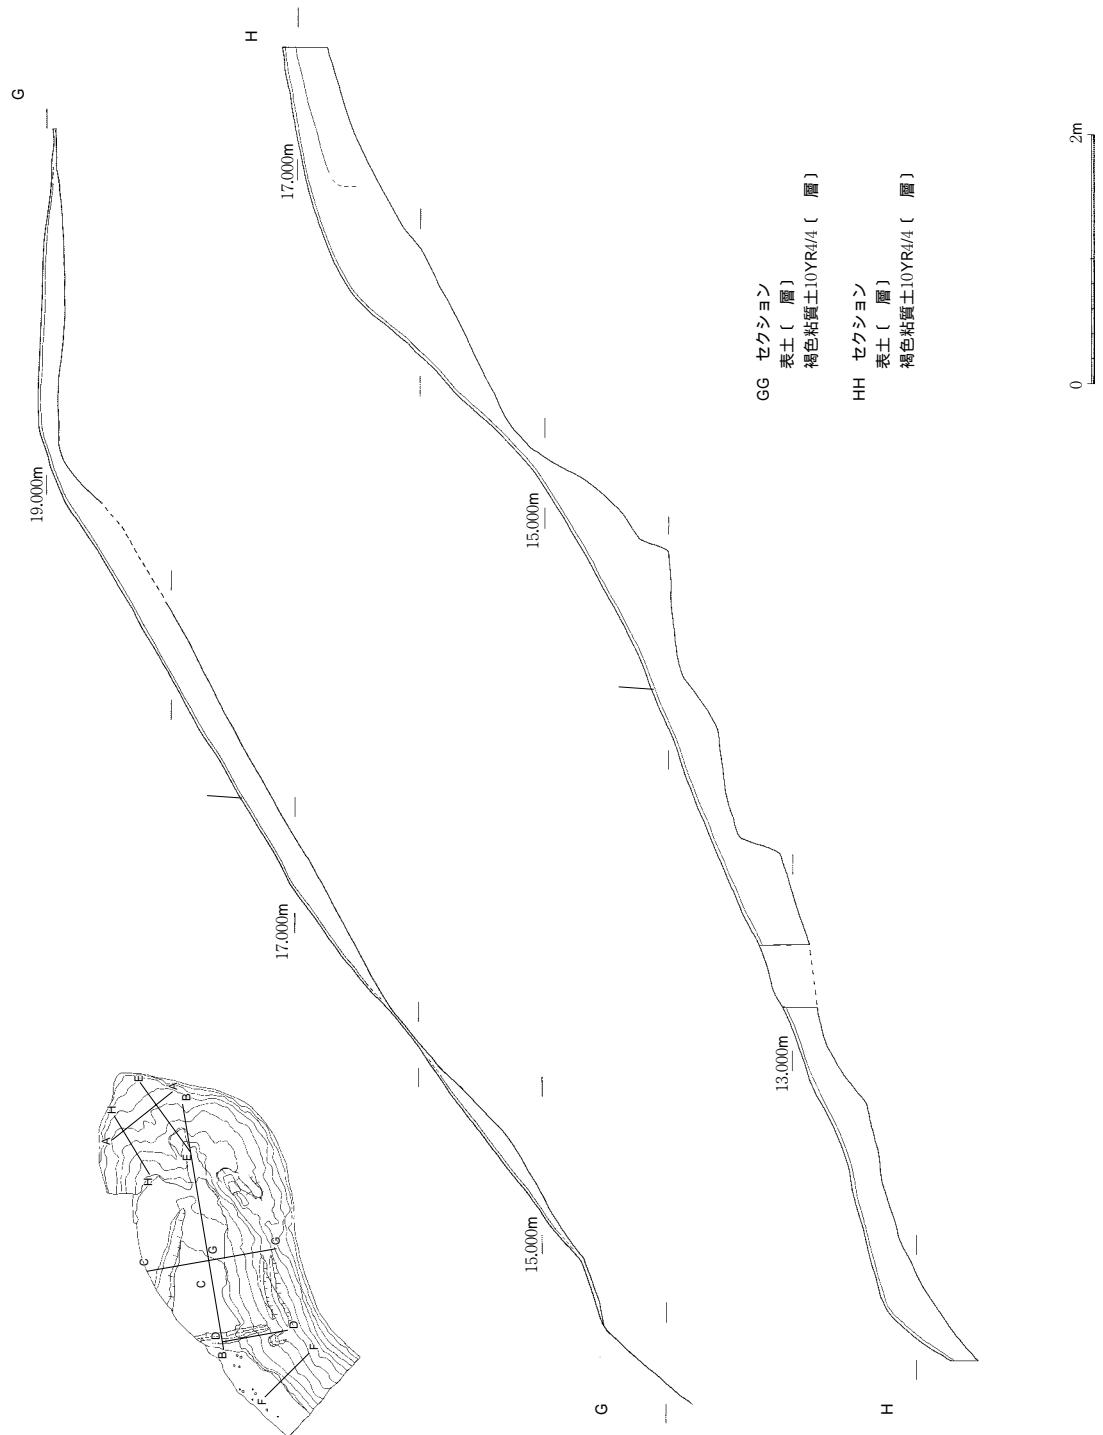 G
19.000m
17.000m
15.000m
G
H
17.000m
15.000m
13.000m
H
GG セクション
表土〔 層〕
褐色粘質土10YR4/4〔 層〕
HH セクション
表土〔 層〕
褐色粘質土10YR4/4〔 層〕
0 2m
A
A
B
B
C
C
D
D
E
E
F
F
G
G
H
H